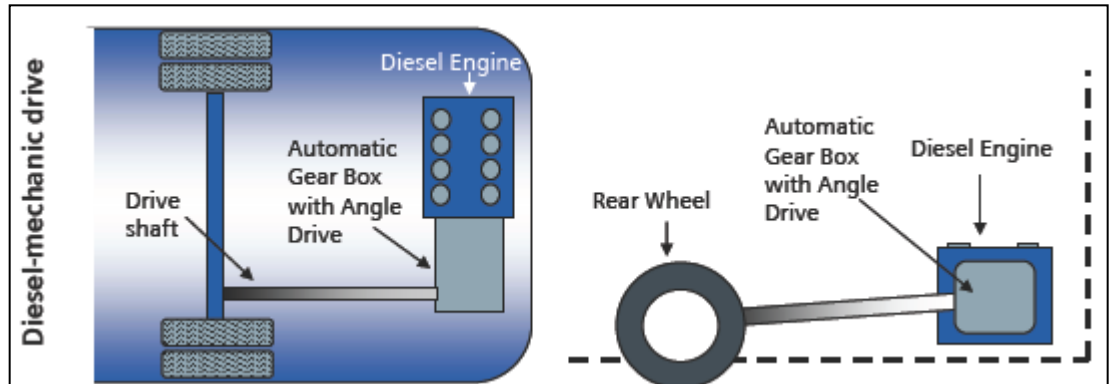 Diesel-mechanic drive
Diesel Engine
Automatic
Gear Box
with Angle
Drive
Drive
shaft
Rear Wheel
Automatic
Gear Box
with Angle
Drive
Diesel Engine